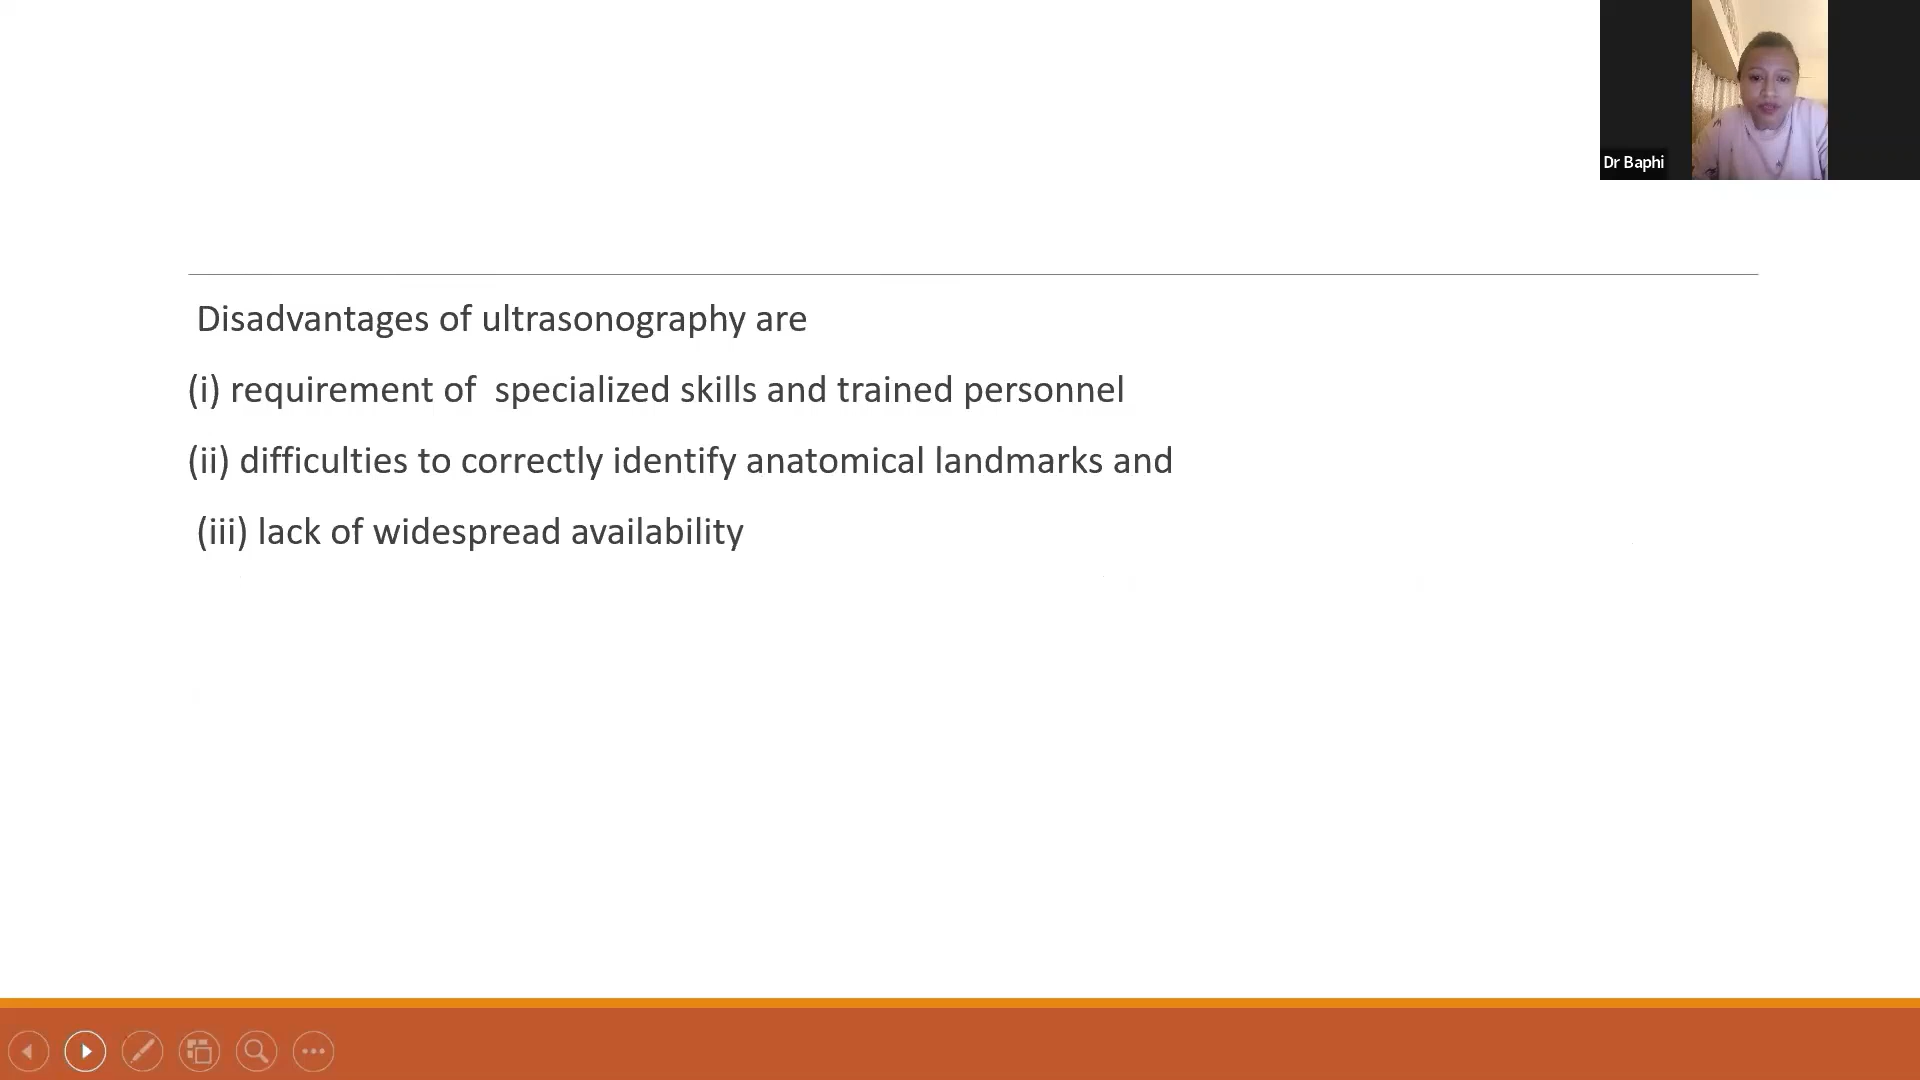 Dr Baphi
Disadvantages of ultrasonography are
(i) requirement of  specialized skills and trained personnel
(ii) difficulties to correctly identify anatomical landmarks and
(iii) lack of widespread availability